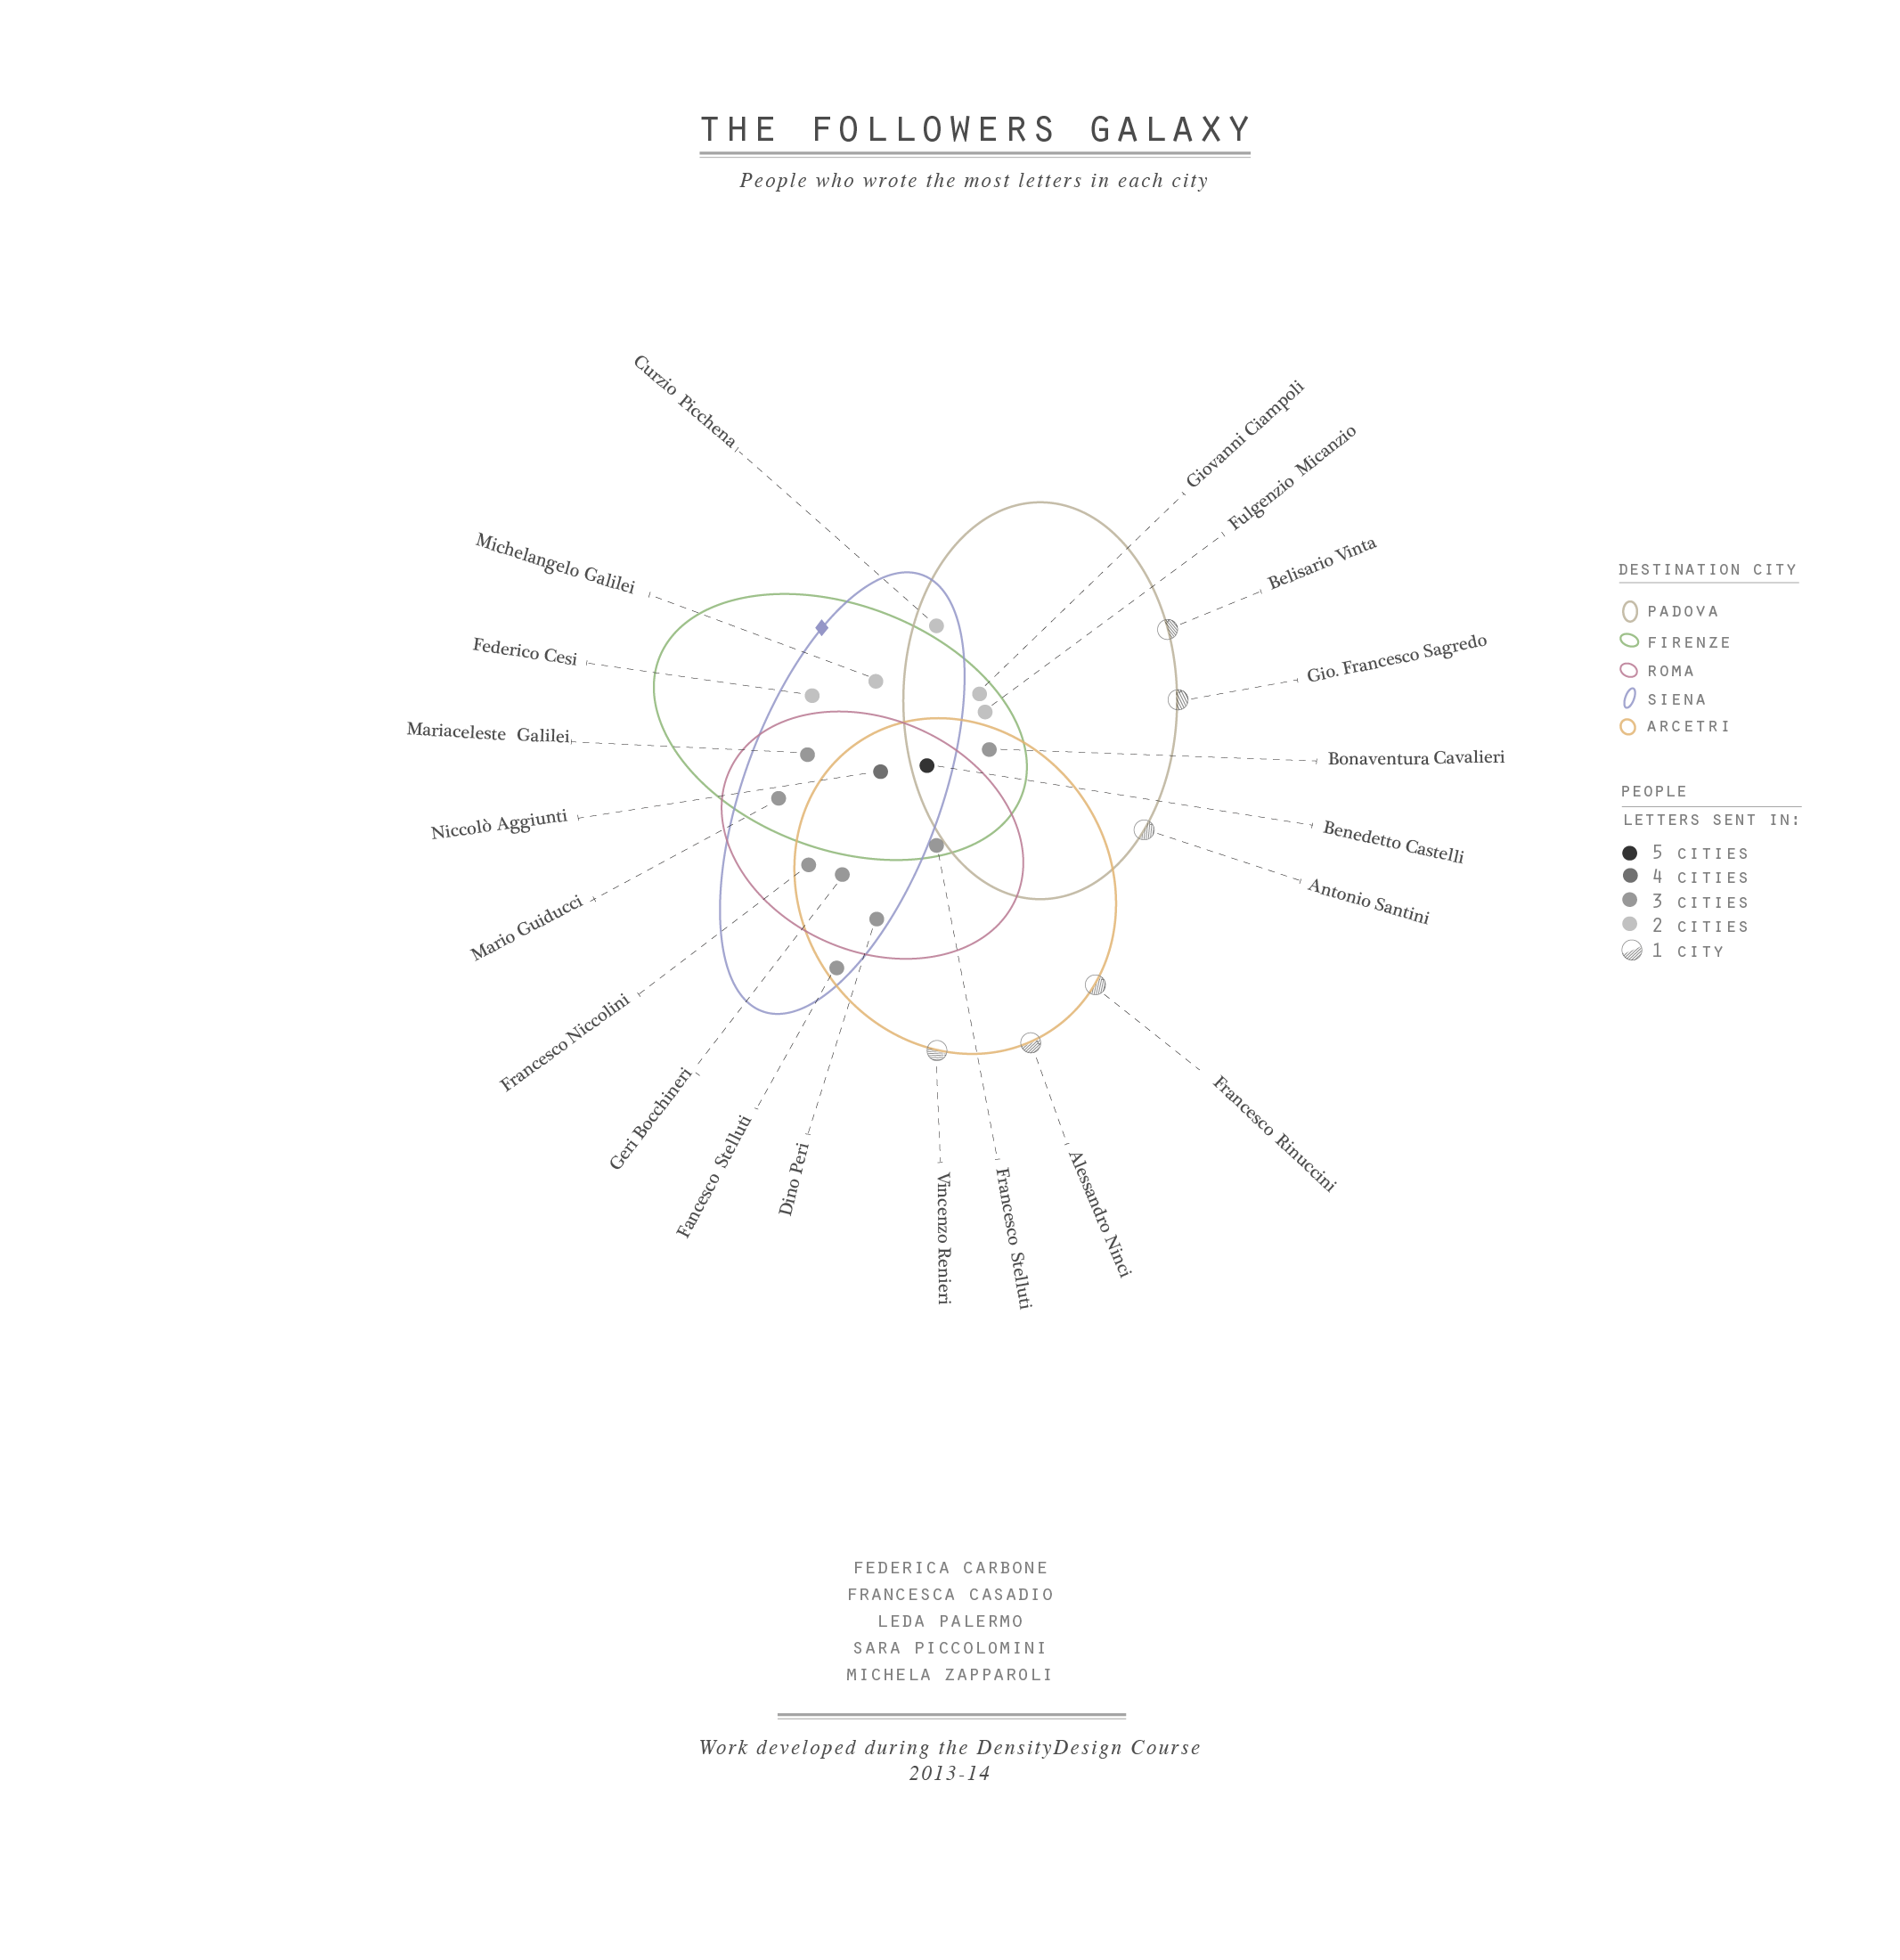 THE FOLLOWERS GALAXY
People who wrote the most letters in each city
Curzio Picchena
Giovanni Ciampoli
Fulgenzio Micanzio
Michelangelo Galilei
Belisario Vinta
Federico Cesi
Gio. Francesco Sagredo
Mariaceleste Galilei
Bonaventura Cavalieri
Niccolò Aggiunti
Benedetto Castelli
Mario Guiducci
Antonio Santini
Francesco Niccolini
Geri Bocchineri
Fancesco Stelluti
Dino Peri
Vincenzo Renieri
Francesco Stelluti
Alessandro Ninci
Francesco Rinuccini
DESTINATION CITY
PADOVA
FIRENZE
ROMA
SIENA
ARCETRI
PEOPLE
LETTERS SENT IN:
5 CITIES
4 CITIES
3 CITIES
2 CITIES
1 CITY
FEDERICA CARBONE
FRANCESCA CASADIO
LEDA PALERMO
SARA PICCOLOMINI
MICHELA ZAPPAROLI
Work developed during the DensityDesign Course
2013-14